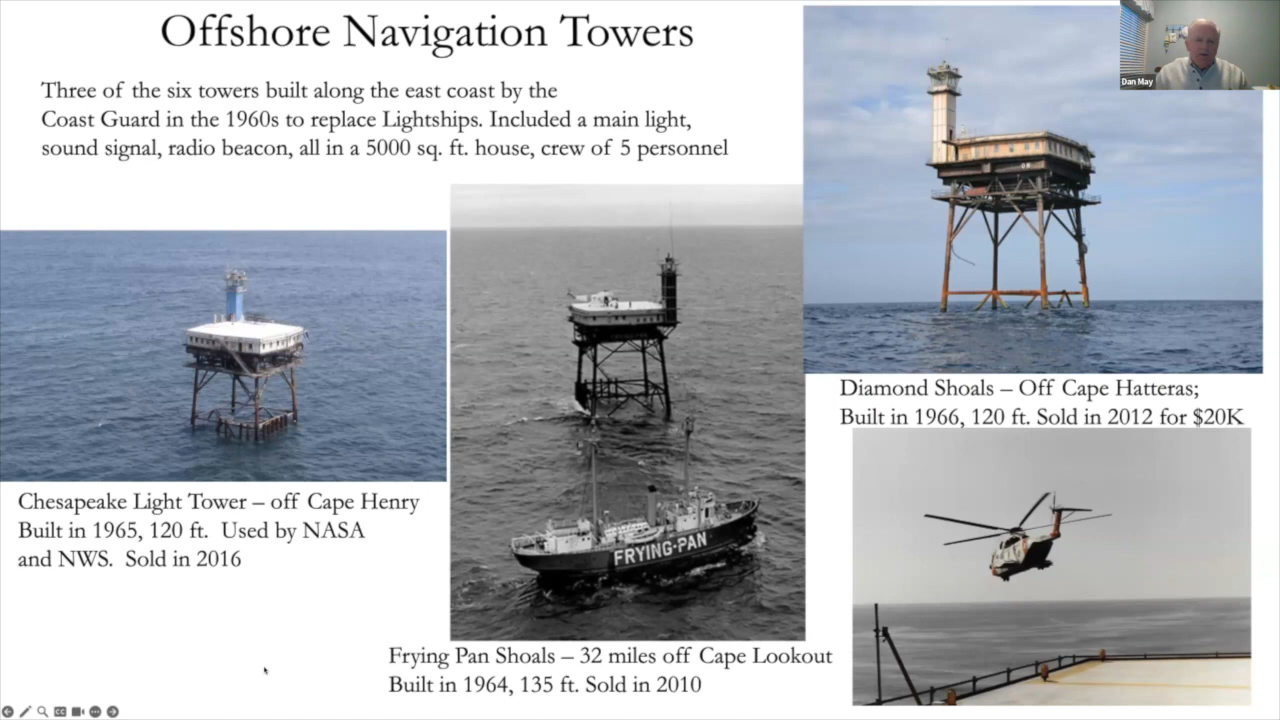 Offshore Navigation Towers
Three of the six towers built along the east coast by the
Coast Guard in the 1960s to replace Lightships. Included a main light,
sound signal, radio beacon, all in a 5000 sq. ft. house, crew of 5 personnel
Dan May
Diamond Shoals – Off Cape Hatteras;
Built in 1966, 120 ft. Sold in 2012 for $20K
Chesapeake Light Tower – off Cape Henry
Built in 1965, 120 ft. Used by NASA
and NWS. Sold in 2016
FRYING-PAN
Frying Pan Shoals – 32 miles off Cape Lookout
Built in 1964, 135 ft. Sold in 2010
CC